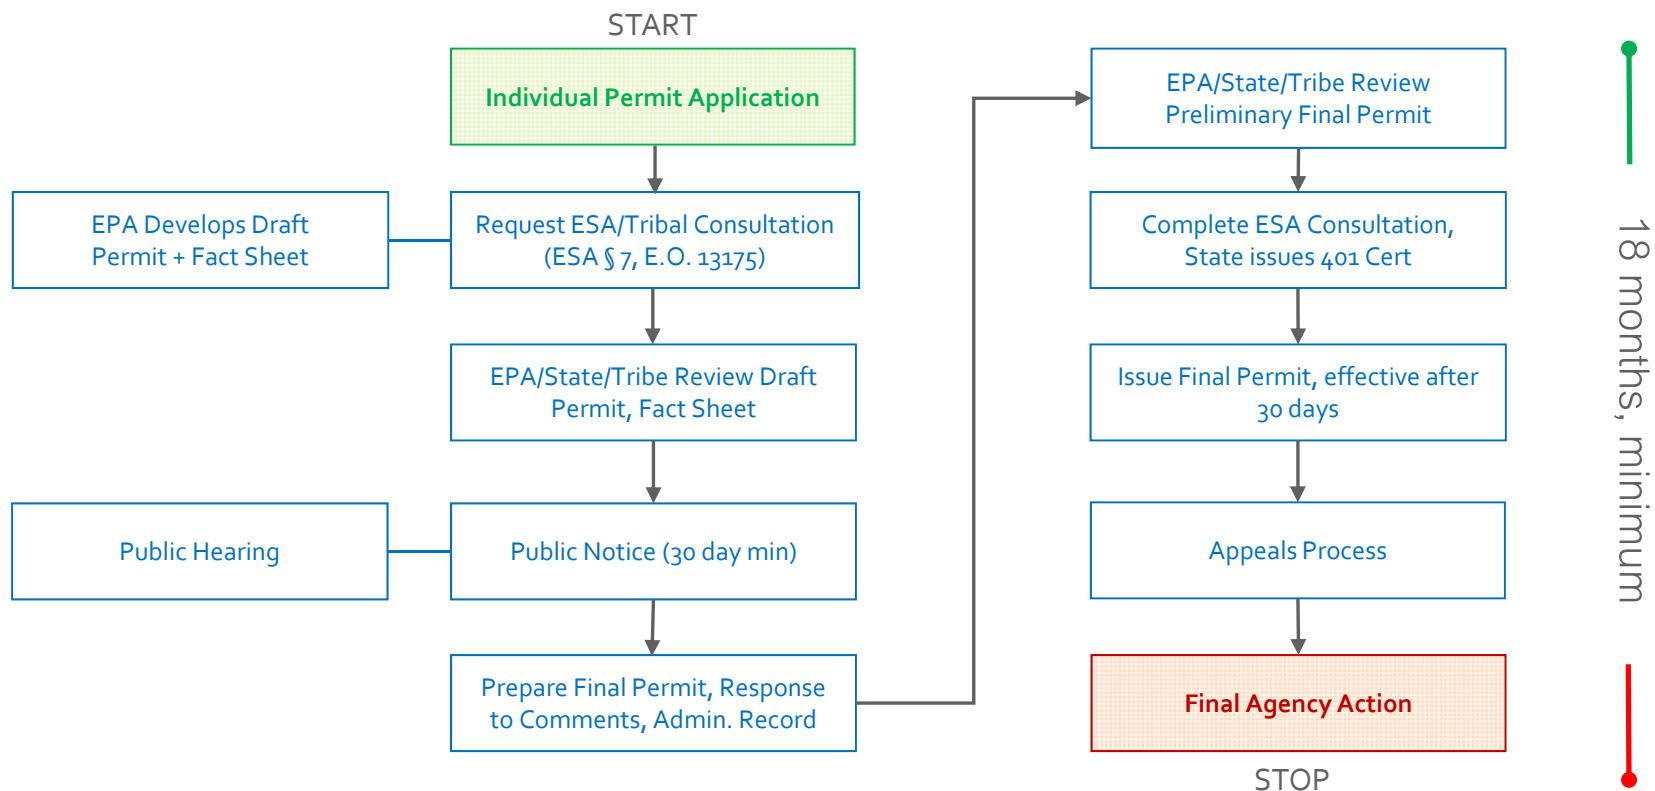 START
Individual Permit Application
EPA Develops Draft
Permit + Fact Sheet
Request ESA/Tribal Consultation
(ESA § 7, E.O. 13175)
EPA/State/Tribe Review Draft
Permit, Fact Sheet
Public Hearing
Public Notice (30 day min)
Prepare Final Permit, Response
to Comments, Admin. Record
EPA/State/Tribe Review
Preliminary Final Permit
Complete ESA Consultation,
State issues 401 Cert
Issue Final Permit, effective after
30 days
Appeals Process
Final Agency Action
STOP
18 months, minimum